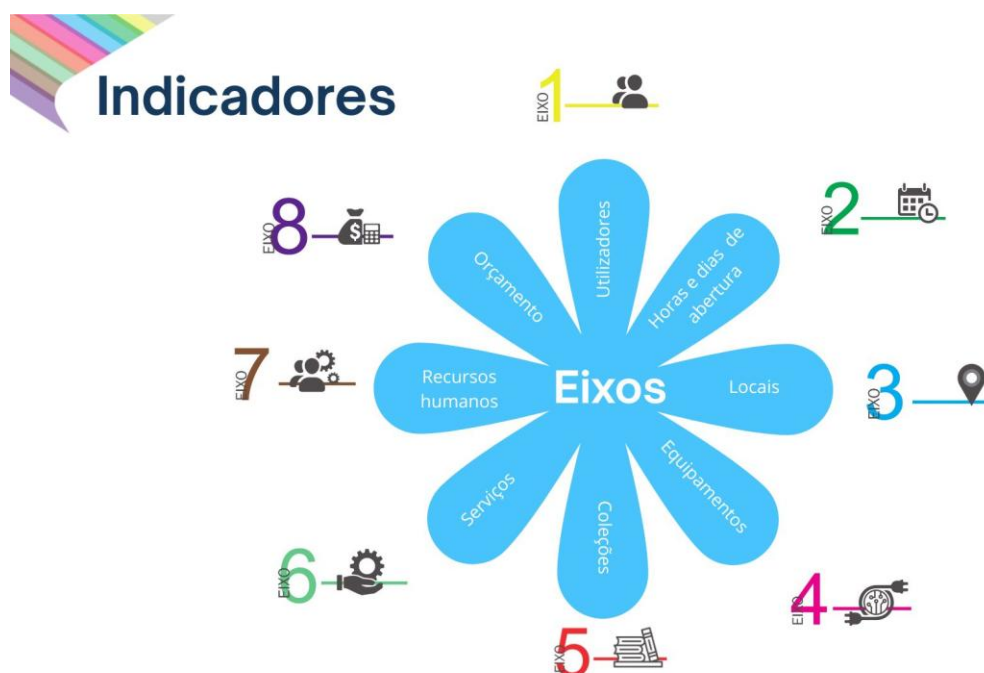 Indicadores
EIXO 1
Utilizadores
EIXO 2
Horas e dias de
abertura
EIXO 3
Locais
EIXO 4
Equipamentos
EIXO 5
Coleções
EIXO 6
Serviços
EIXO 7
Recursos
humanos
EIXO 8
$
Orçamento
Eixos